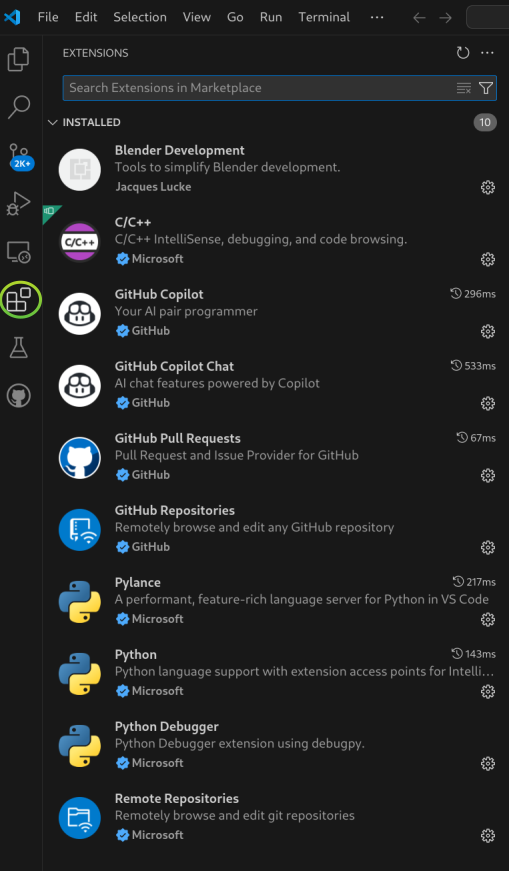 File Edit Selection View Go Run Terminal ···
EXTENSIONS
Search Extensions in Marketplace
INSTALLED 10
Blender Development
Tools to simplify Blender development.
Jacques Lucke
2K+
C/C++
C/C++
C/C++ IntelliSense, debugging, and code browsing.
Microsoft
GitHub Copilot 296ms
Your AI pair programmer
GitHub
GitHub Copilot Chat 533ms
AI chat features powered by Copilot
GitHub
GitHub Pull Requests 67ms
Pull Request and Issue Provider for GitHub
GitHub
GitHub Repositories
Remotely browse and edit any GitHub repository
GitHub
Pylance 217ms
A performant, feature-rich language server for Python in VS Code
Microsoft
Python 143ms
Python language support with extension access points for Intelli...
Microsoft
Python Debugger
Python Debugger extension using debugpy.
Microsoft
Remote Repositories
Remotely browse and edit git repositories
Microsoft